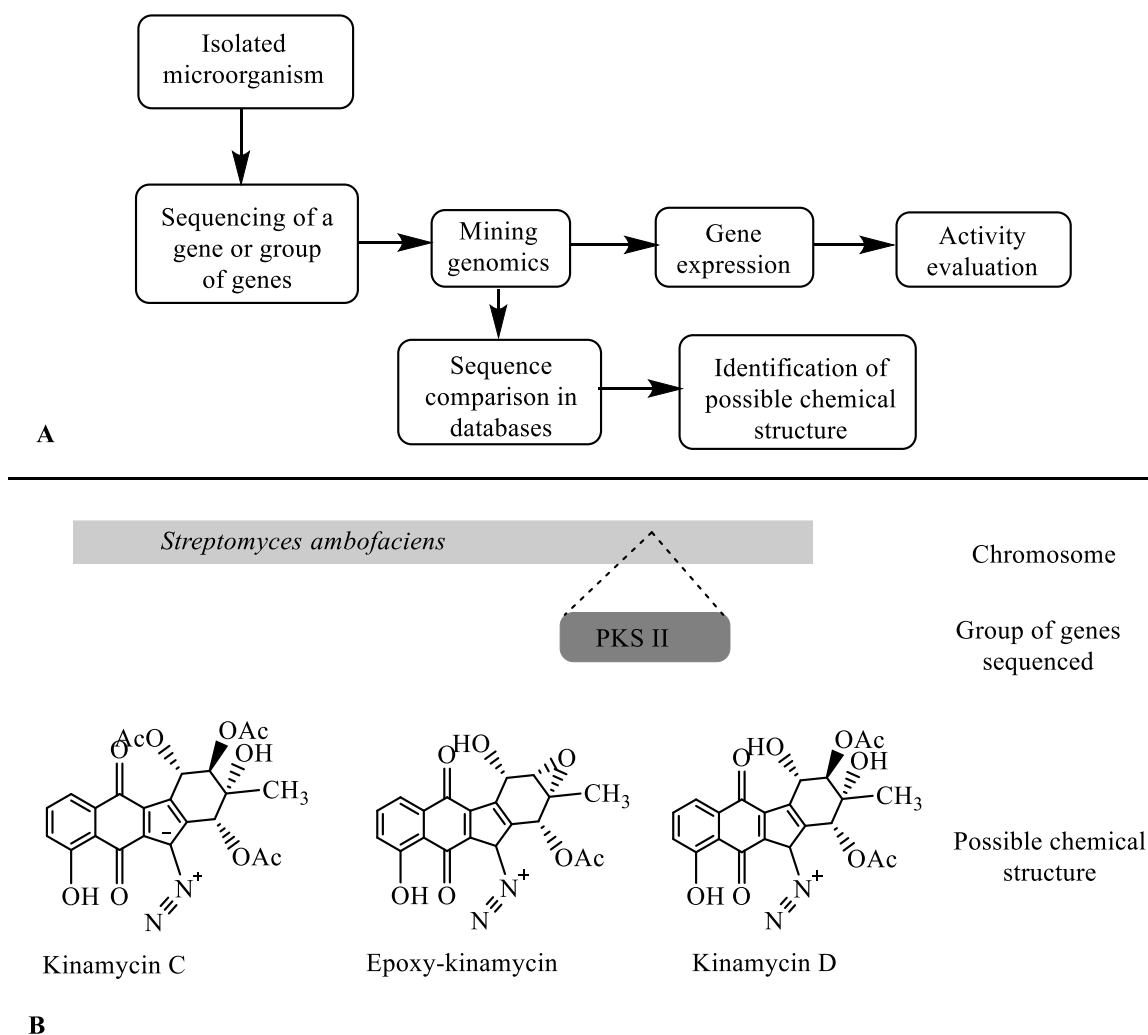 Isolated
microorganism
Sequencing of a
gene or group
of genes
Mining
genomics
Gene
expression
Activity
evaluation
Sequence
comparison in
databases
Identification of
possible chemical
structure
A
Streptomyces ambofaciens
Chromosome
PKS II
Group of genes
sequenced
AcO
OAc
OH
O
CH3
OAc
OH
O
N+
N
HO
O
O
CH3
OAc
OH
O
N+
N
HO
OAc
OH
O
CH3
OAc
OH
O
N+
N
Possible chemical
structure
Kinamycin C
Epoxy-kinamycin
Kinamycin D
B